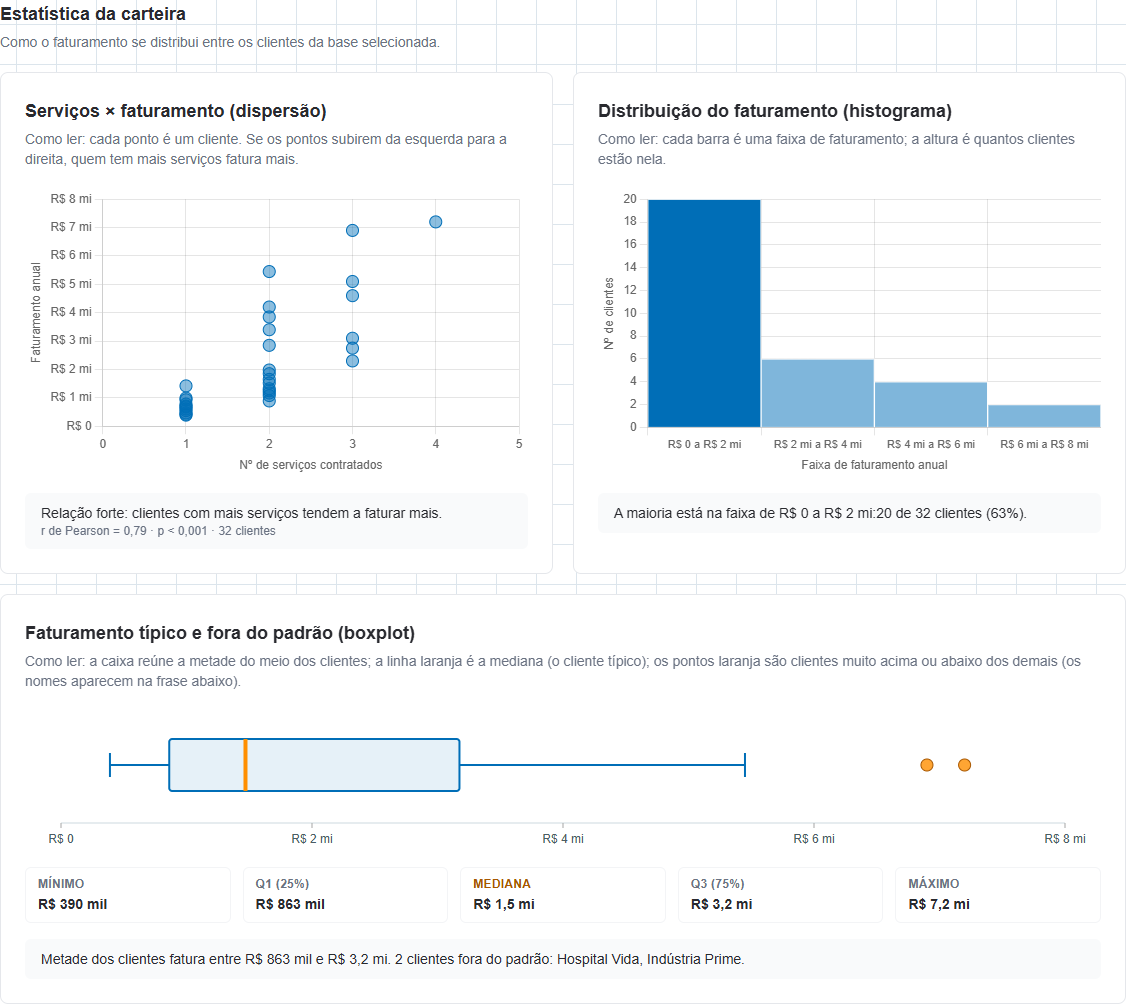 Estatística da carteira
Como o faturamento se distribui entre os clientes da base selecionada.
Serviços × faturamento (dispersão)
Como ler: cada ponto é um cliente. Se os pontos subirem da esquerda para a
direita, quem tem mais serviços fatura mais.
R$ 8 mi
R$ 7 mi
R$ 6 mi
R$ 5 mi
R$ 4 mi
R$ 3 mi
R$ 2 mi
R$ 1 mi
R$ 0
Faturamento anual
0 1 2 3 4 5
Nº de serviços contratados
Relação forte: clientes com mais serviços tendem a faturar mais.
r de Pearson = 0,79 · p < 0,001 · 32 clientes
Distribuição do faturamento (histograma)
Como ler: cada barra é uma faixa de faturamento; a altura é quantos clientes
estão nela.
20
18
16
14
12
10
8
6
4
2
0
Nº de clientes
R$ 0 a R$ 2 mi R$ 2 mi a R$ 4 mi R$ 4 mi a R$ 6 mi R$ 6 mi a R$ 8 mi
Faixa de faturamento anual
A maioria está na faixa de R$ 0 a R$ 2 mi:20 de 32 clientes (63%).
Faturamento típico e fora do padrão (boxplot)
Como ler: a caixa reúne a metade do meio dos clientes; a linha laranja é a mediana (o cliente típico); os pontos laranja são clientes muito acima ou abaixo dos demais (os
nomes aparecem na frase abaixo).
R$ 0 R$ 2 mi R$ 4 mi R$ 6 mi R$ 8 mi
MÍNIMO
R$ 390 mil
Q1 (25%)
R$ 863 mil
MEDIANA
R$ 1,5 mi
Q3 (75%)
R$ 3,2 mi
MÁXIMO
R$ 7,2 mi
Metade dos clientes fatura entre R$ 863 mil e R$ 3,2 mi. 2 clientes fora do padrão: Hospital Vida, Indústria Prime.